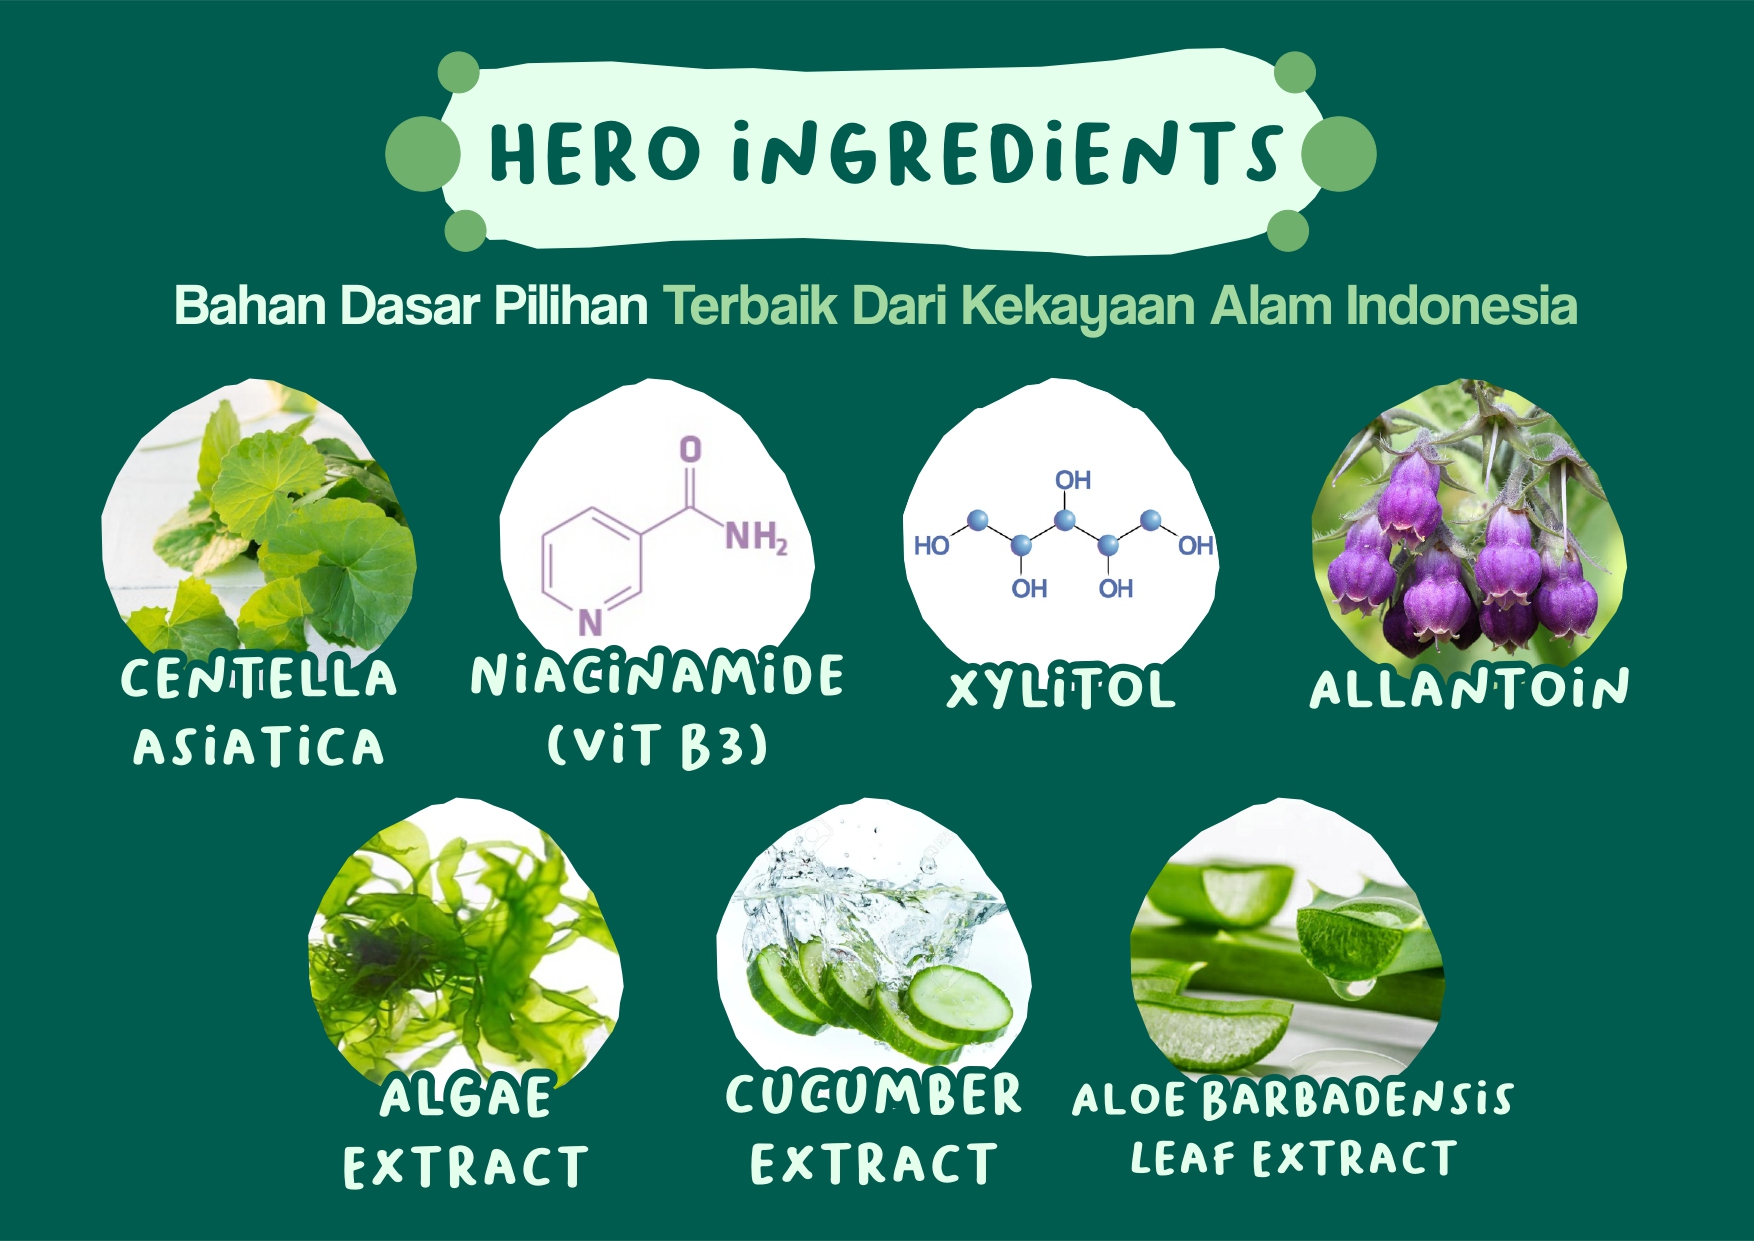 HERO iNGREDiENTS
Bahan Dasar Pilihan Terbaik Dari Kekayaan Alam Indonesia
O
NH2
N
OH
HO
OH
OH
OH
CENTELLA
ASiATiCA
NiACiNAMiDE
(ViT B3)
XYLiTOL
ALLANTOiN
ALGAE
EXTRACT
CUCUMBER
EXTRACT
ALOE BARBADENSiS
LEAF EXTRACT